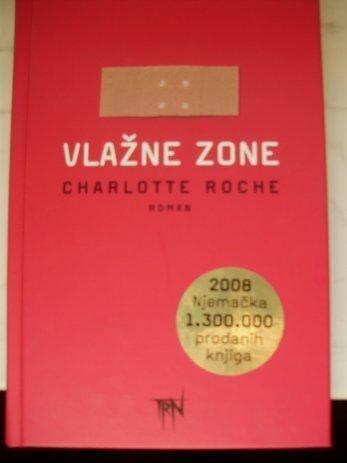 VLAŽNE ZONE
CHARLOTTE ROCHE
ROMAN
2008
Njemačka
1.300.000
prodanih
knjiga
TRN